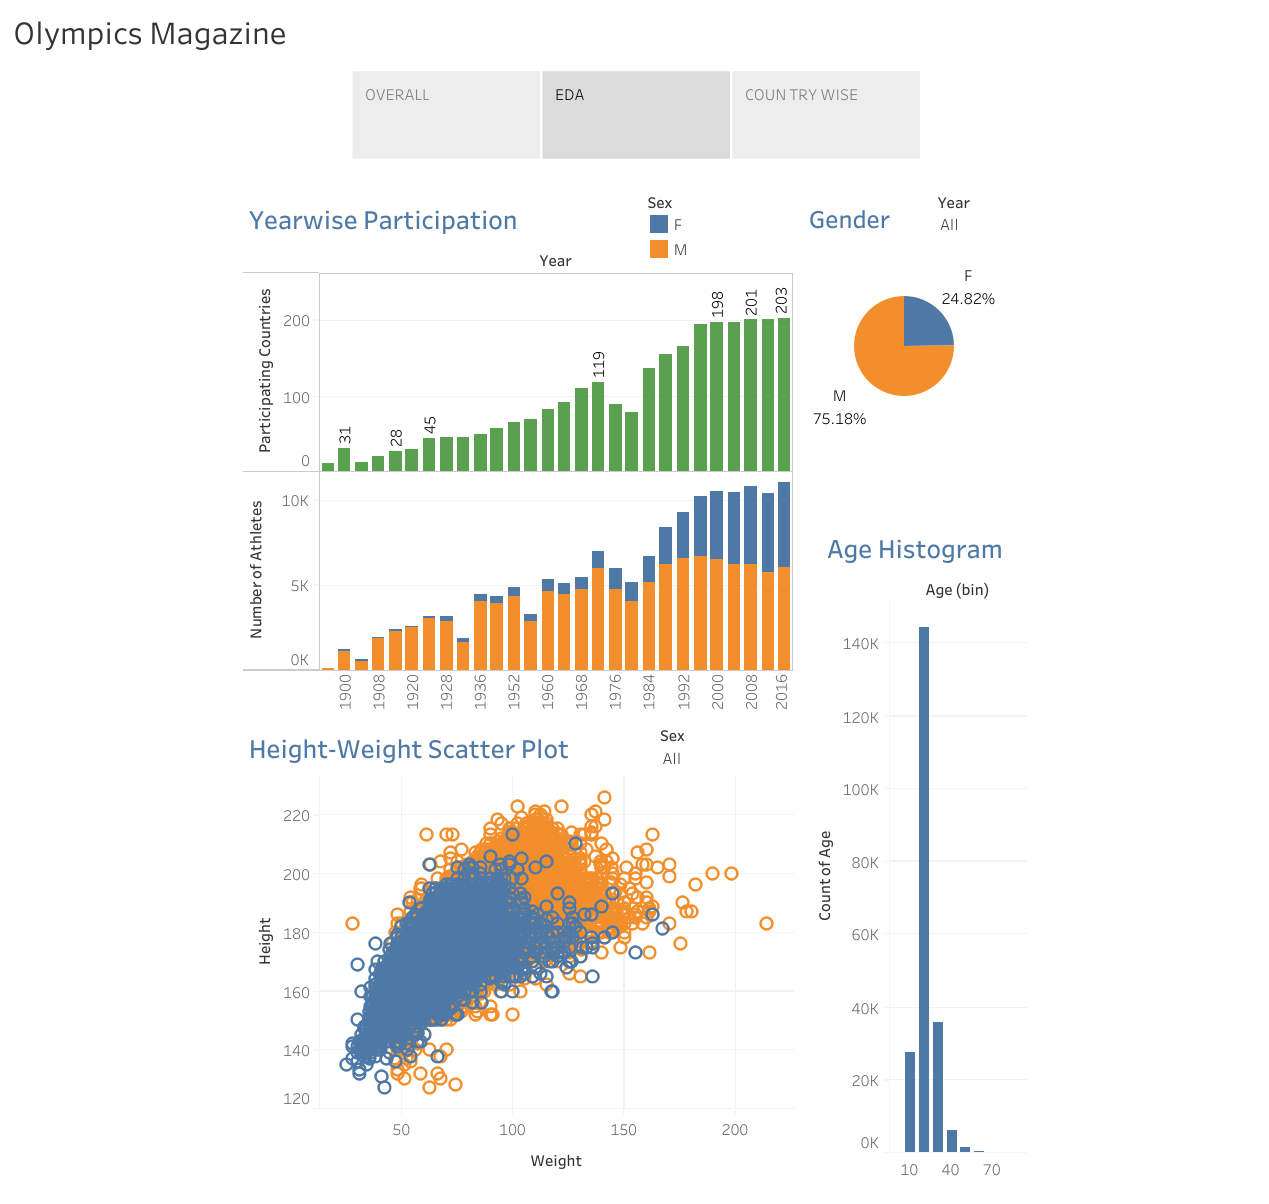 Olympics Magazine
OVERALL
EDA
COUN TRY WISE
Yearwise Participation
Sex
F
M
Gender
Year
All
Year
Participating Countries
200
100
0
31
28
45
119
198
201
203
F
24.82%
M
75.18%
Number of Athletes
10K
5K
0K
1900
1908
1920
1928
1936
1952
1960
1968
1976
1984
1992
2000
2008
2016
Age Histogram
Age (bin)
Count of Age
140K
120K
100K
80K
60K
40K
20K
0K
10
40
70
Height-Weight Scatter Plot
Sex
All
Height
220
200
180
160
140
120
50
100
150
200
Weight